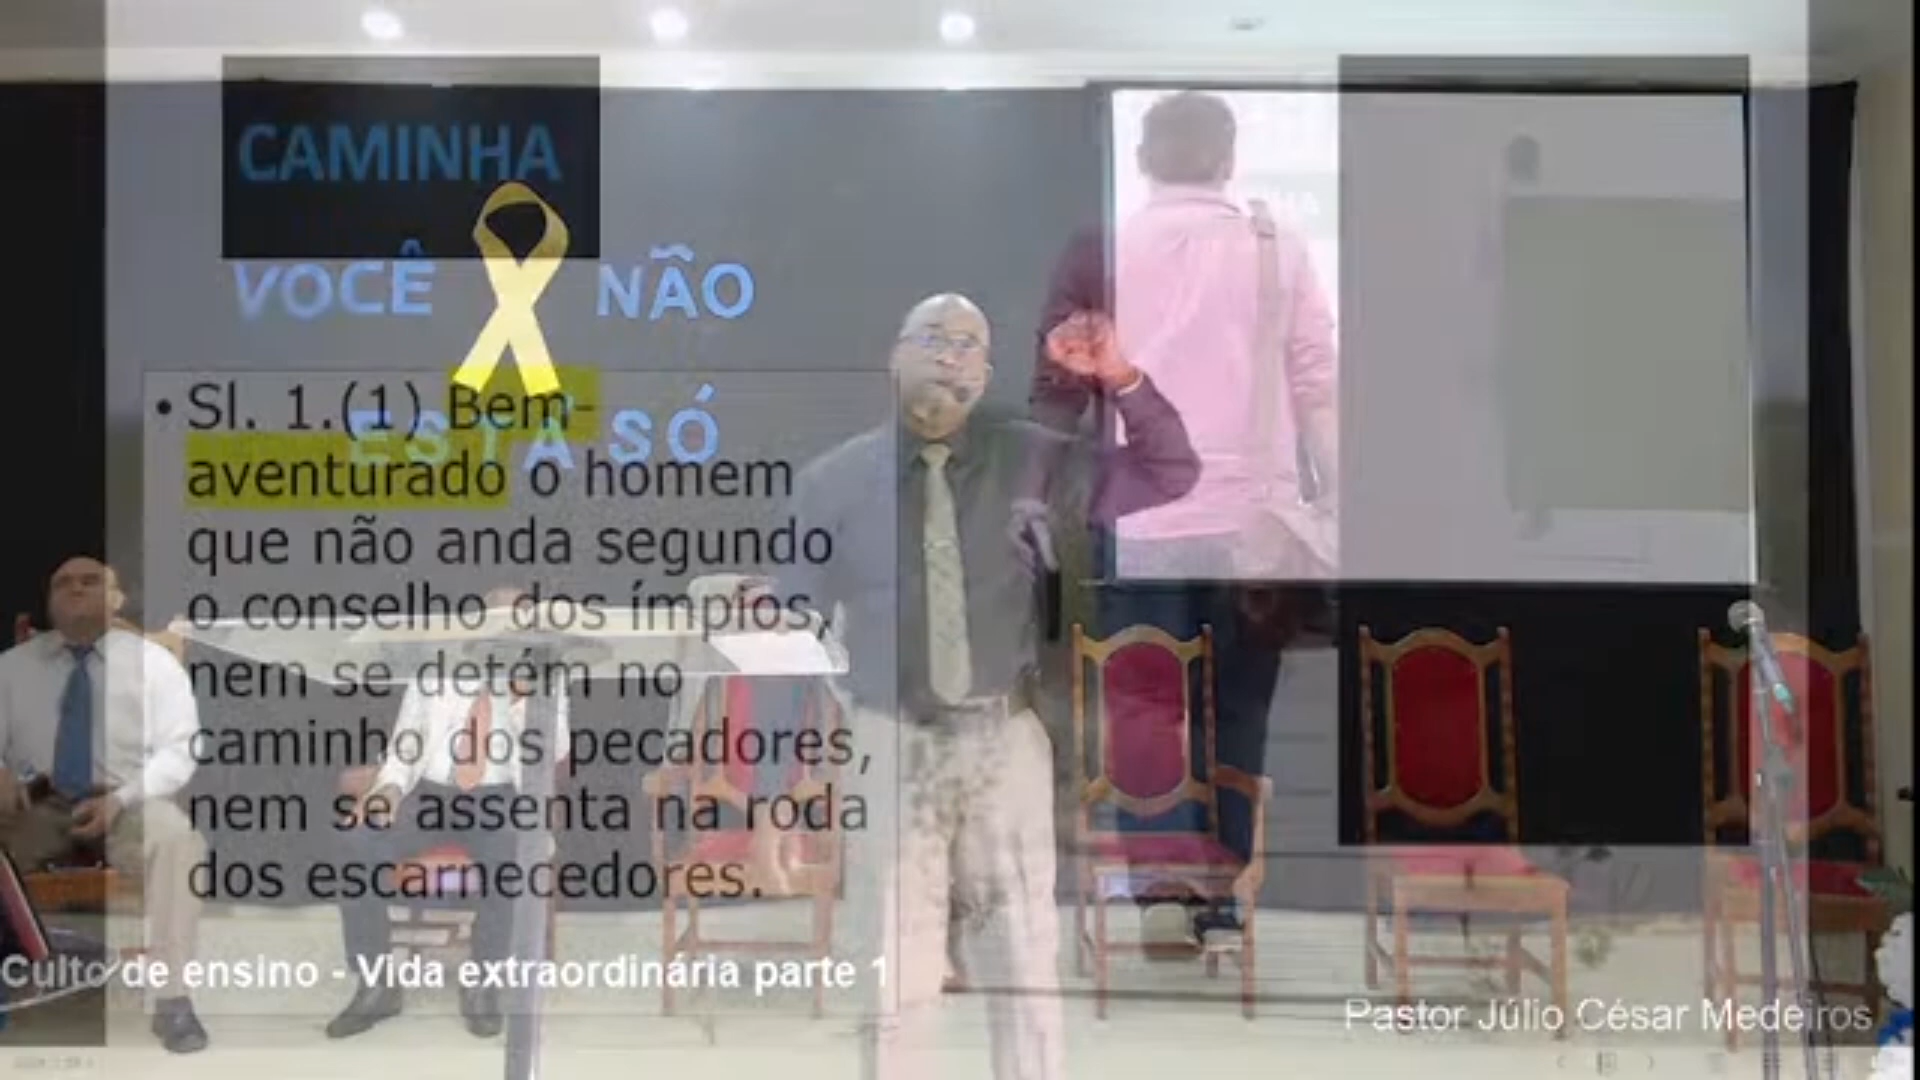 CAMINHA
VOCÊ NÃO
ESTÁ SÓ
• Sl. 1.(1) Bem-
aventurado o homem
que não anda segundo
o conselho dos ímpios,
nem se detém no
caminho dos pecadores,
nem se assenta na roda
dos escarnecedores.
Culto de ensino - Vida extraordinária parte 1
Pastor Júlio César Medeiros